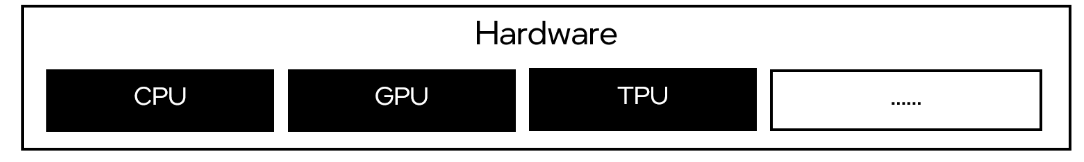 Hardware
CPU GPU TPU ......